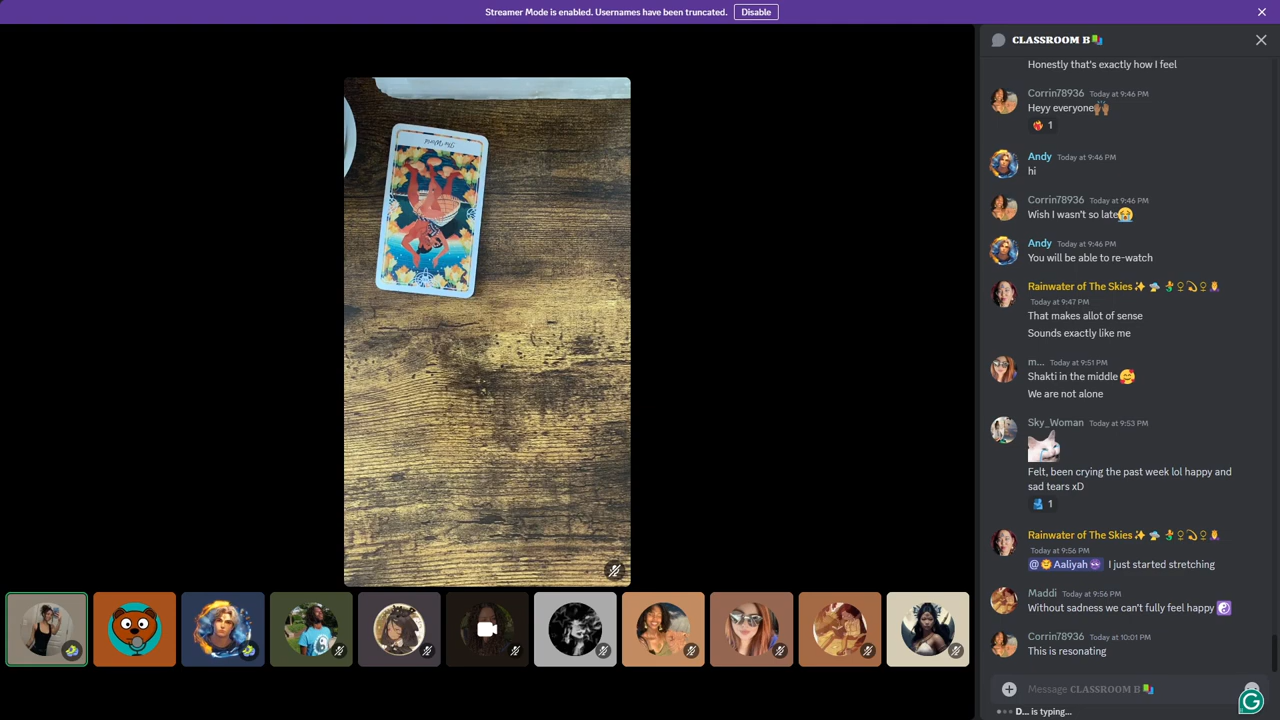 Streamer Mode is enabled. Usernames have been truncated. Disable
CLASSROOM B
The World
Honestly that's exactly how I feel
Corrin78936 Today at 9:46 PM
Heyy everyone
1
Andy Today at 9:46 PM
hi
Corrin78936 Today at 9:46 PM
Wish I wasn't so late
Andy Today at 9:46 PM
You will be able to re-watch
Rainwater of The Skies
Today at 9:47 PM
That makes allot of sense
Sounds exactly like me
m... Today at 9:51 PM
Shakti in the middle
We are not alone
Sky_Woman Today at 9:53 PM
Felt, been crying the past week lol happy and
sad tears xD
1
Rainwater of The Skies
Today at 9:56 PM
@Aaliyah I just started stretching
Maddi Today at 9:56 PM
Without sadness we can't fully feel happy
Corrin78936 Today at 10:01 PM
This is resonating
Message CLASSROOM B
D... is typing...